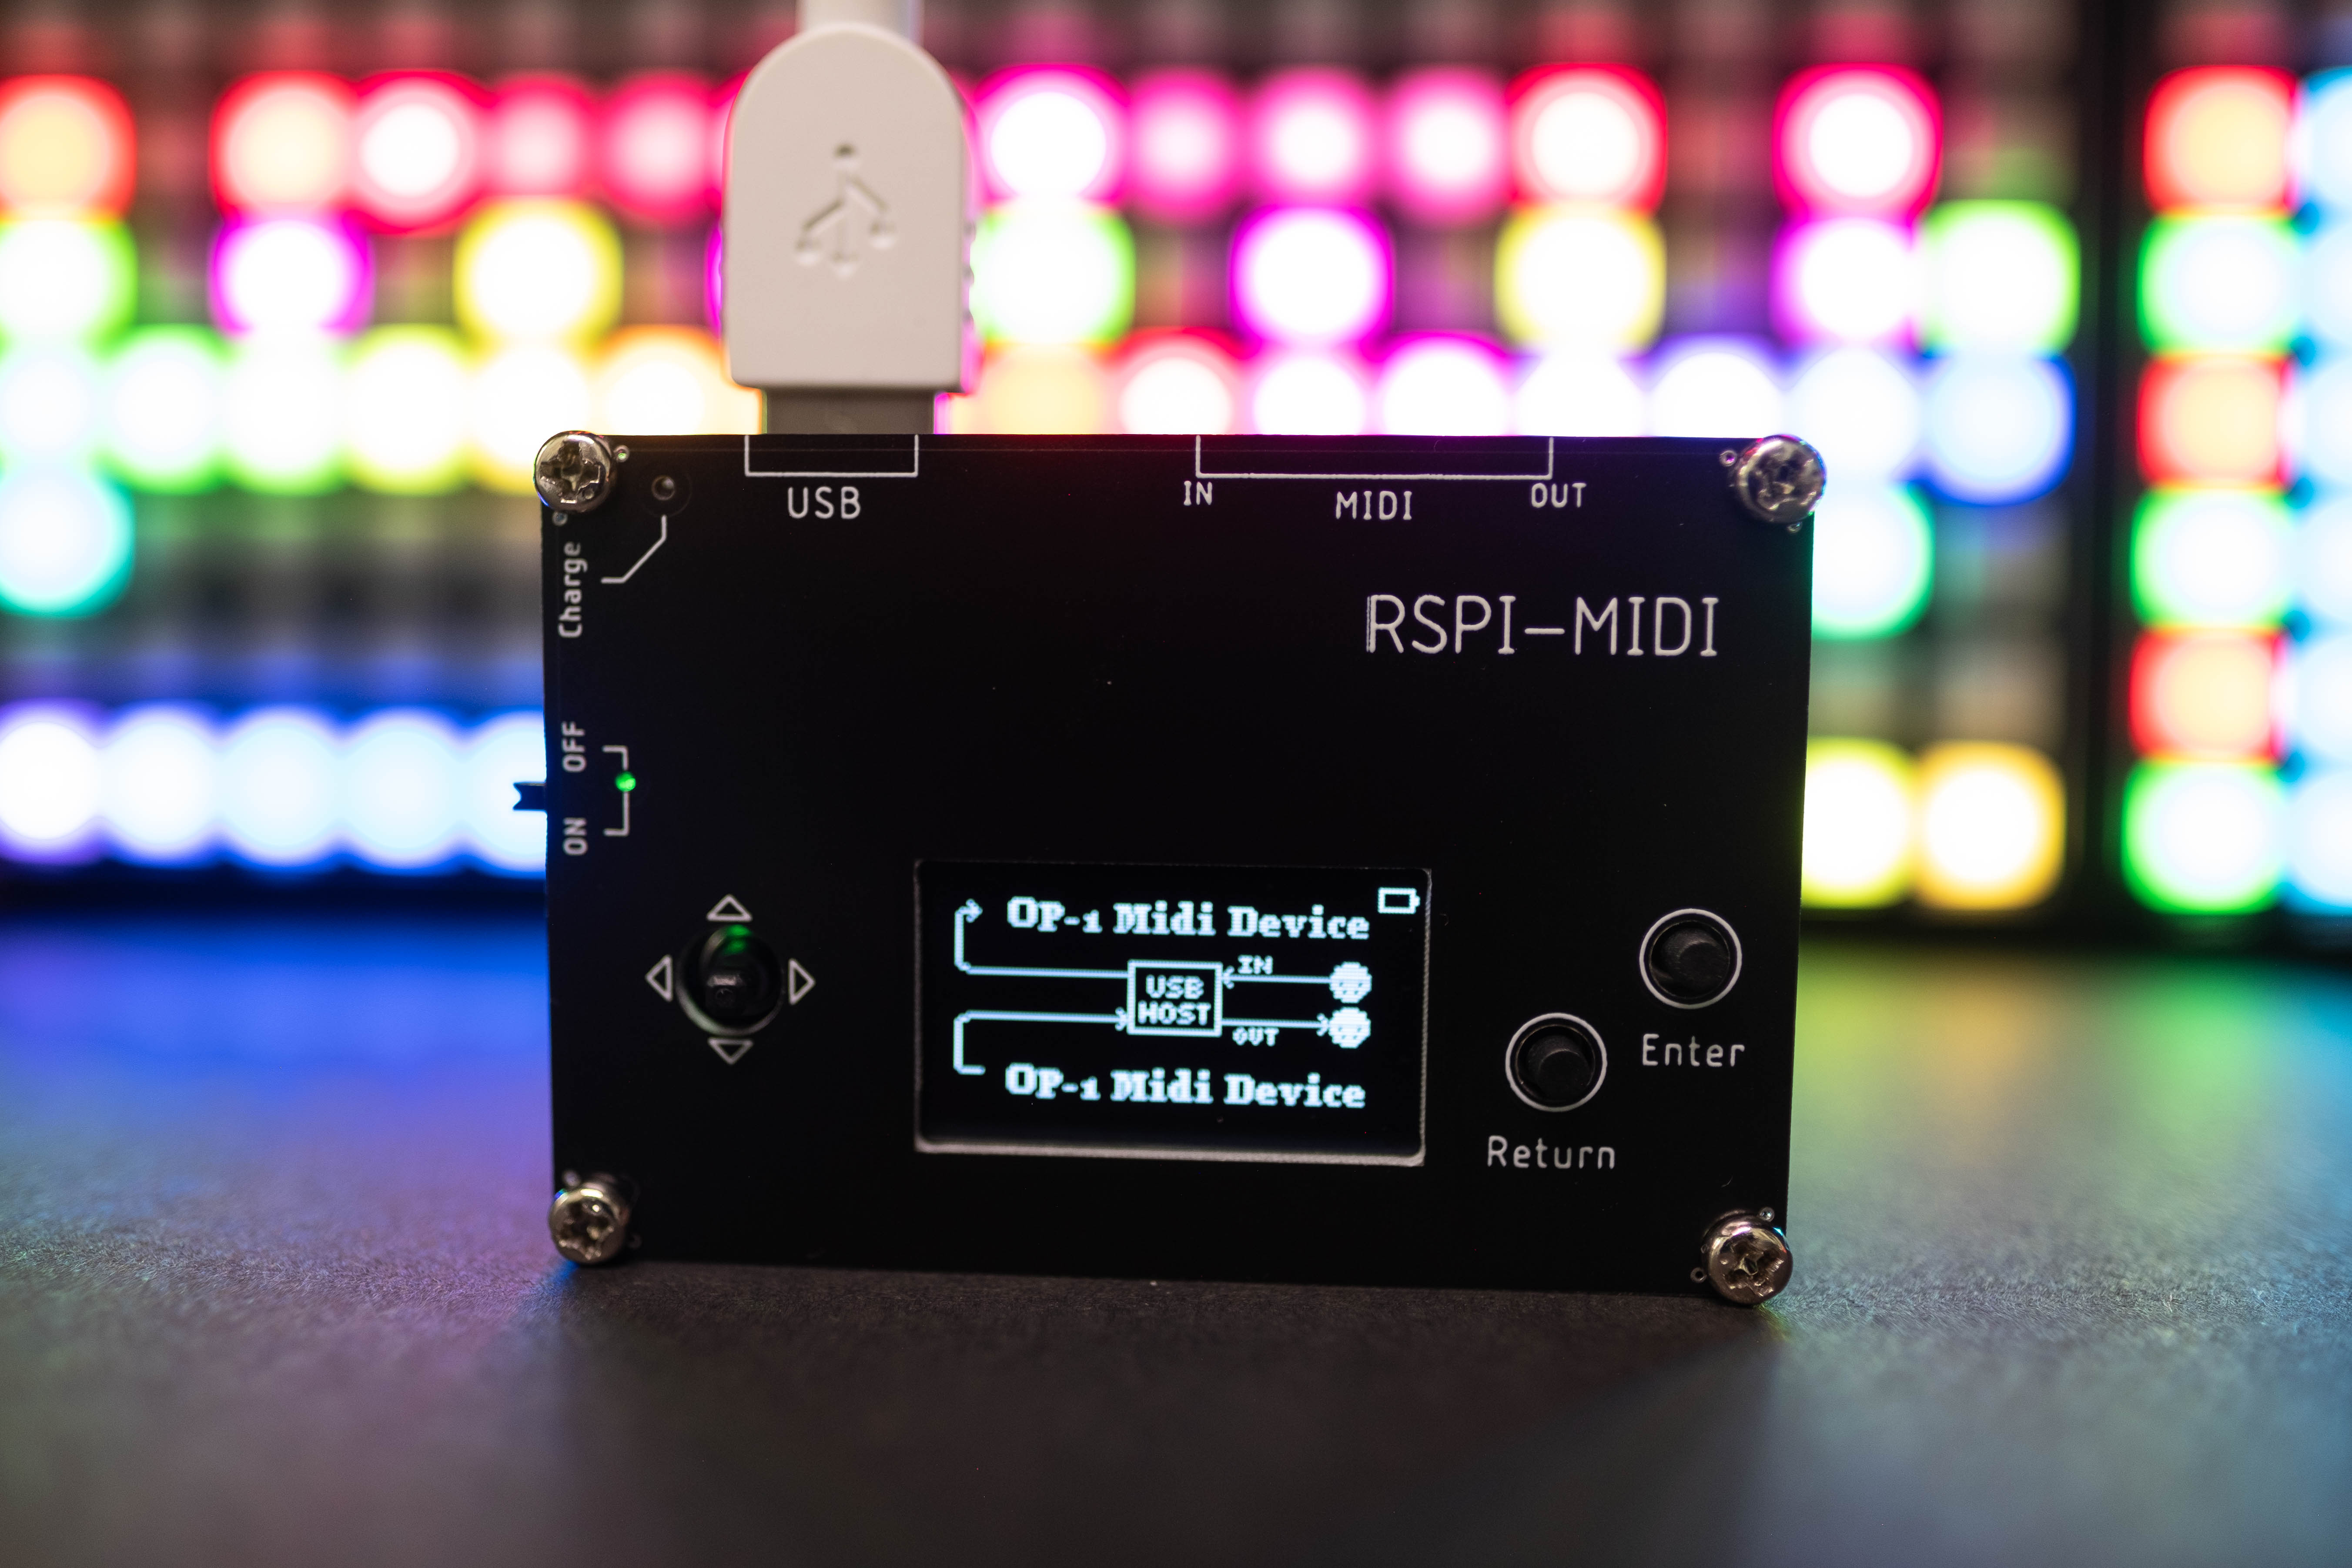 USB
IN MIDI OUT
Charge
RSPI-MIDI
OFF
ON
OP-1 Midi Device
IN
USB
HOST
OUT
OP-1 Midi Device
Enter
Return